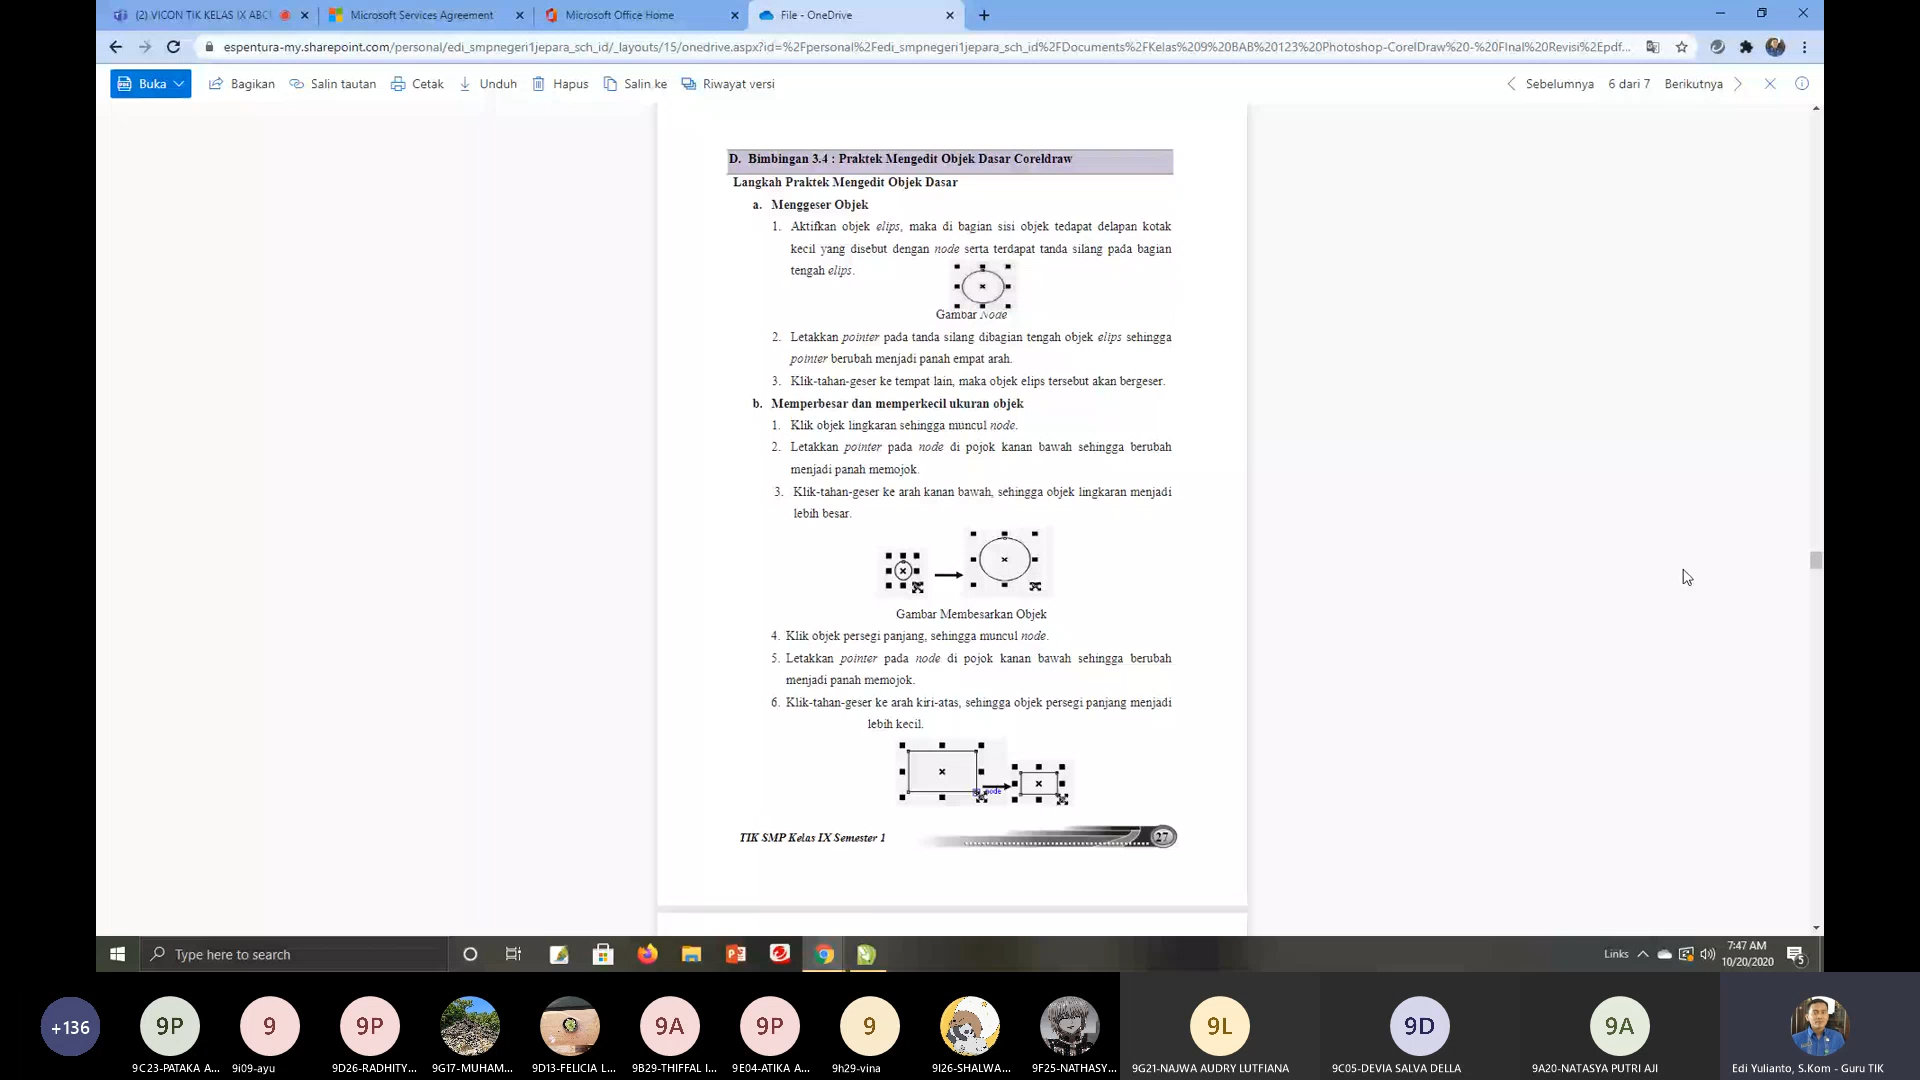 (2) VICON TIK KELAS IX ABC
Microsoft Services Agreement
Microsoft Office Home
File - OneDrive
espentura-my.sharepoint.com/personal/edi_smpnegeri1jepara_sch_id/_layouts/15/onedrive.aspx?id=%2Fpersonal%2Fedi_smpnegeri1jepara_sch_id%2FDocuments%2FKelas%209%20BAB%20123%20Photoshop-CorelDraw%20-%20FInal%20Revisi%2Epdf...
Buka
Bagikan
Salin tautan
Cetak
Unduh
Hapus
Salin ke
Riwayat versi
Sebelumnya
6 dari 7
Berikutnya
D. Bimbingan 3.4 : Praktek Mengedit Objek Dasar Coreldraw
Langkah Praktek Mengedit Objek Dasar
a. Menggeser Objek
1. Aktifkan objek elips, maka di bagian sisi objek tedapat delapan kotak
kecil yang disebut dengan node serta terdapat tanda silang pada bagian
tengah elips.
Gambar Node
2. Letakkan pointer pada tanda silang dibagian tengah objek elips sehingga
pointer berubah menjadi panah empat arah.
3. Klik-tahan-geser ke tempat lain, maka objek elips tersebut akan bergeser.
b. Memperbesar dan memperkecil ukuran objek
1. Klik objek lingkaran sehingga muncul node.
2. Letakkan pointer pada node di pojok kanan bawah sehingga berubah
menjadi panah memojok.
3. Klik-tahan-geser ke arah kanan bawah, sehingga objek lingkaran menjadi
lebih besar.
Gambar Membesarkan Objek
4. Klik objek persegi panjang, sehingga muncul node.
5. Letakkan pointer pada node di pojok kanan bawah sehingga berubah
menjadi panah memojok.
6. Klik-tahan-geser ke arah kiri-atas, sehingga objek persegi panjang menjadi
lebih kecil.
node
TIK SMP Kelas IX Semester 1
27
Type here to search
Links
7:47 AM
10/20/2020
5
+136
9P
9
9P
9A
9P
9
9L
9D
9A
9C23-PATAKA A...
9i09-ayu
9D26-RADHITY...
9G17-MUHAM...
9D13-FELICIA L...
9B29-THIFFAL I...
9E04-ATIKA A...
9h29-vina
9I26-SHALWA...
9F25-NATHASY...
9G21-NAJWA AUDRY LUTFIANA
9C05-DEVIA SALVA DELLA
9A20-NATASYA PUTRI AJI
Edi Yulianto, S.Kom - Guru TIK